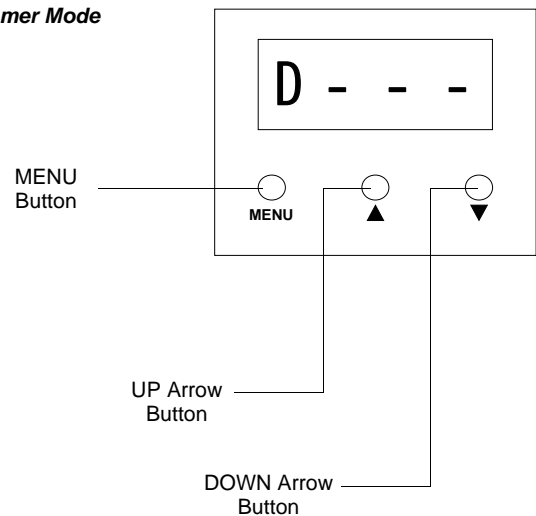 mer Mode
D - - -
MENU
Button
MENU
▲
▼
UP Arrow
Button
DOWN Arrow
Button